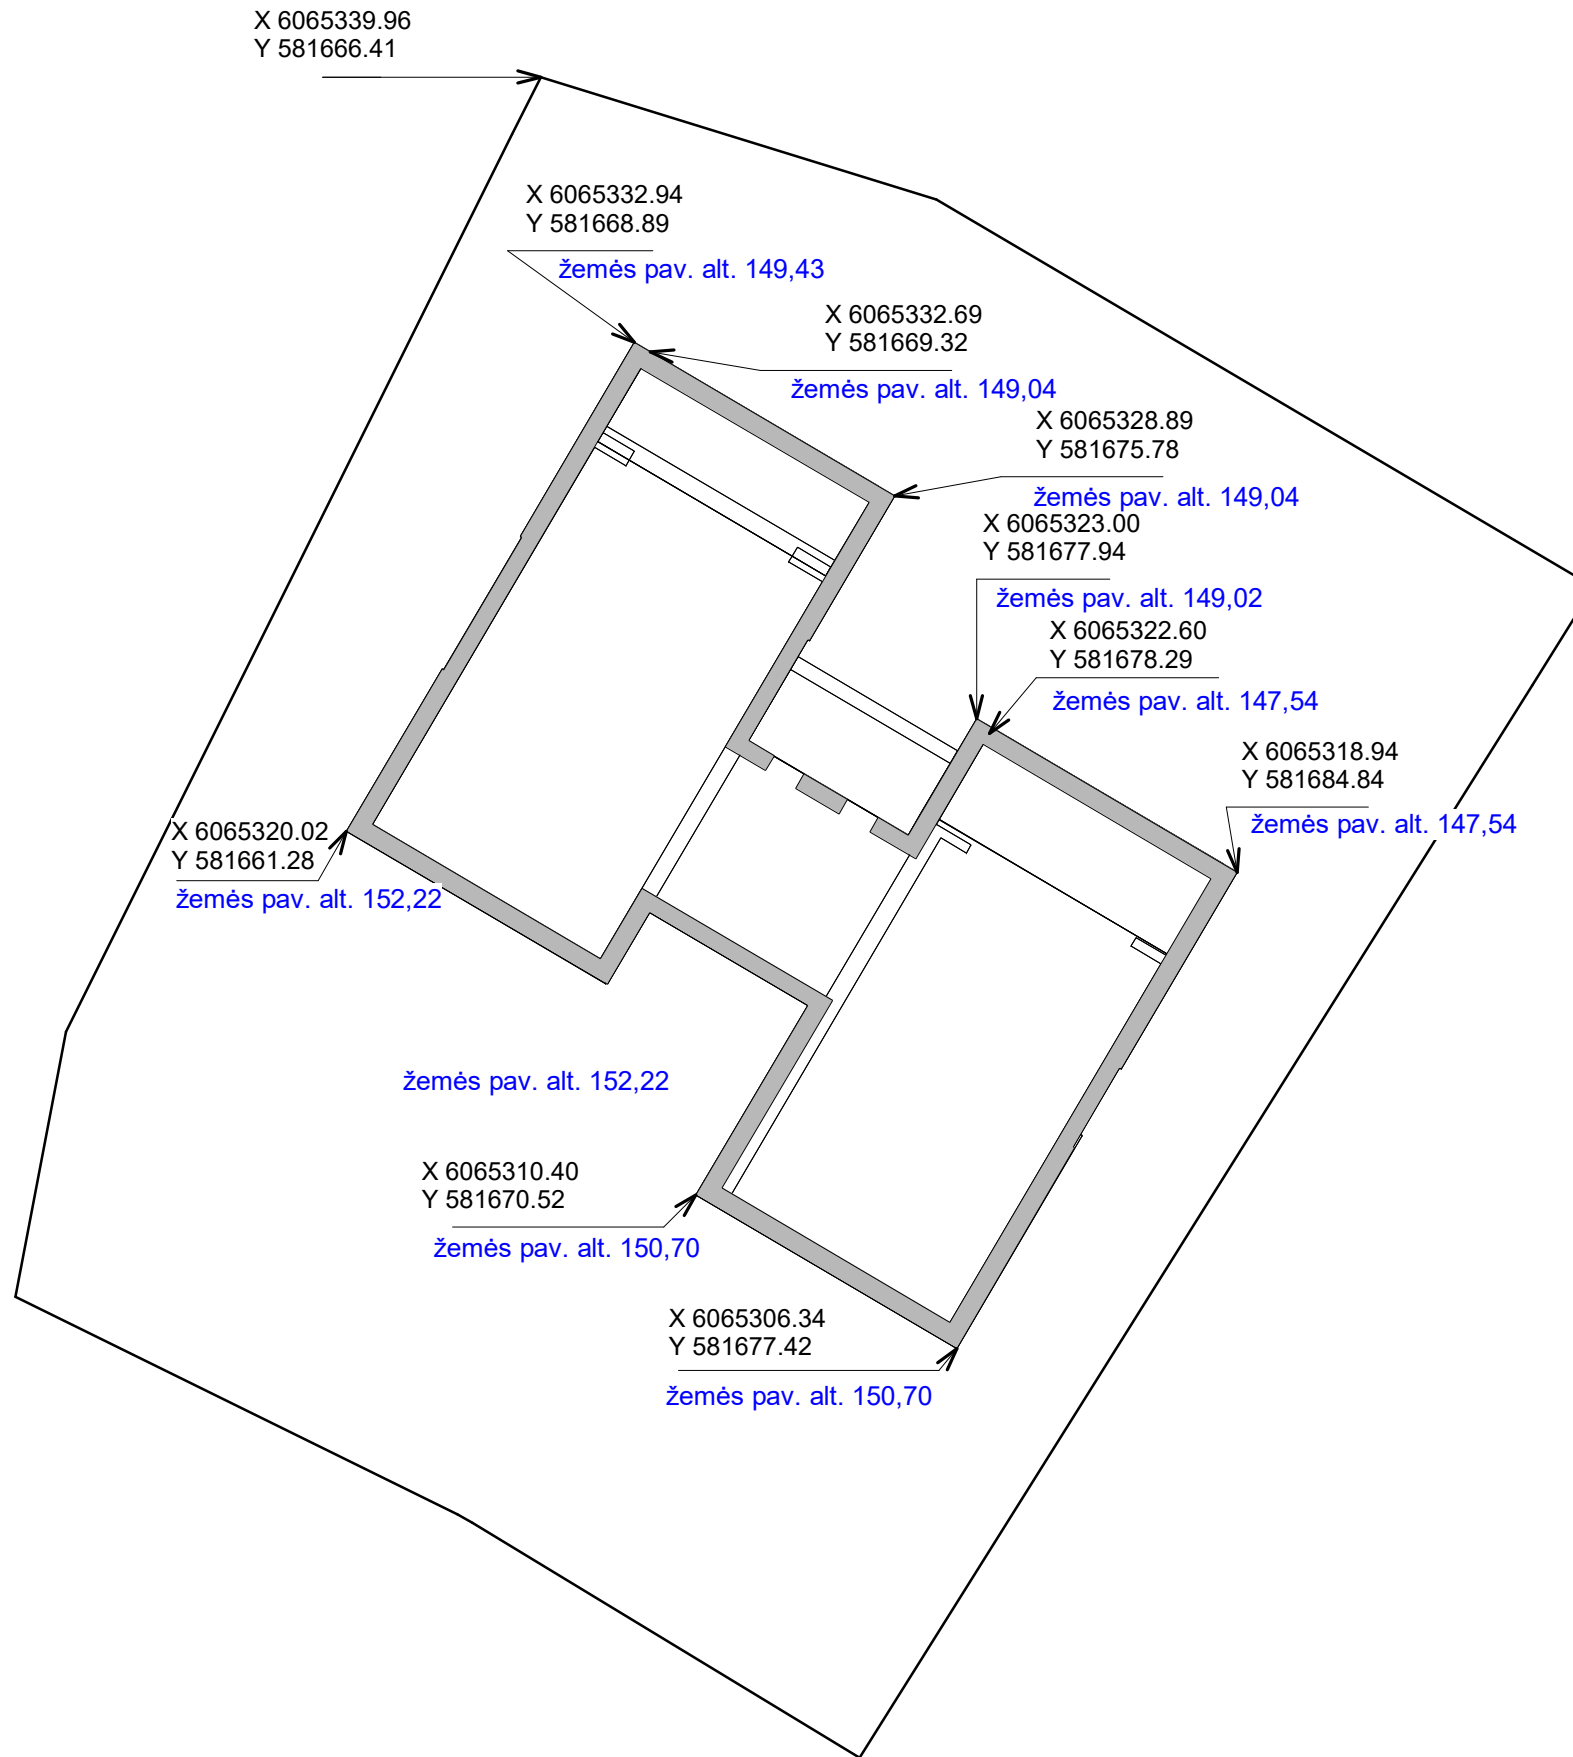 X 6065339.96
Y 581666.41
X 6065332.94
Y 581668.89
žemės pav. alt. 149,43
X 6065332.69
Y 581669.32
žemės pav. alt. 149,04
X 6065328.89
Y 581675.78
žemės pav. alt. 149,04
X 6065323.00
Y 581677.94
žemės pav. alt. 149,02
X 6065322.60
Y 581678.29
žemės pav. alt. 147,54
X 6065318.94
Y 581684.84
žemės pav. alt. 147,54
X 6065320.02
Y 581661.28
žemės pav. alt. 152,22
žemės pav. alt. 152,22
X 6065310.40
Y 581670.52
žemės pav. alt. 150,70
X 6065306.34
Y 581677.42
žemės pav. alt. 150,70